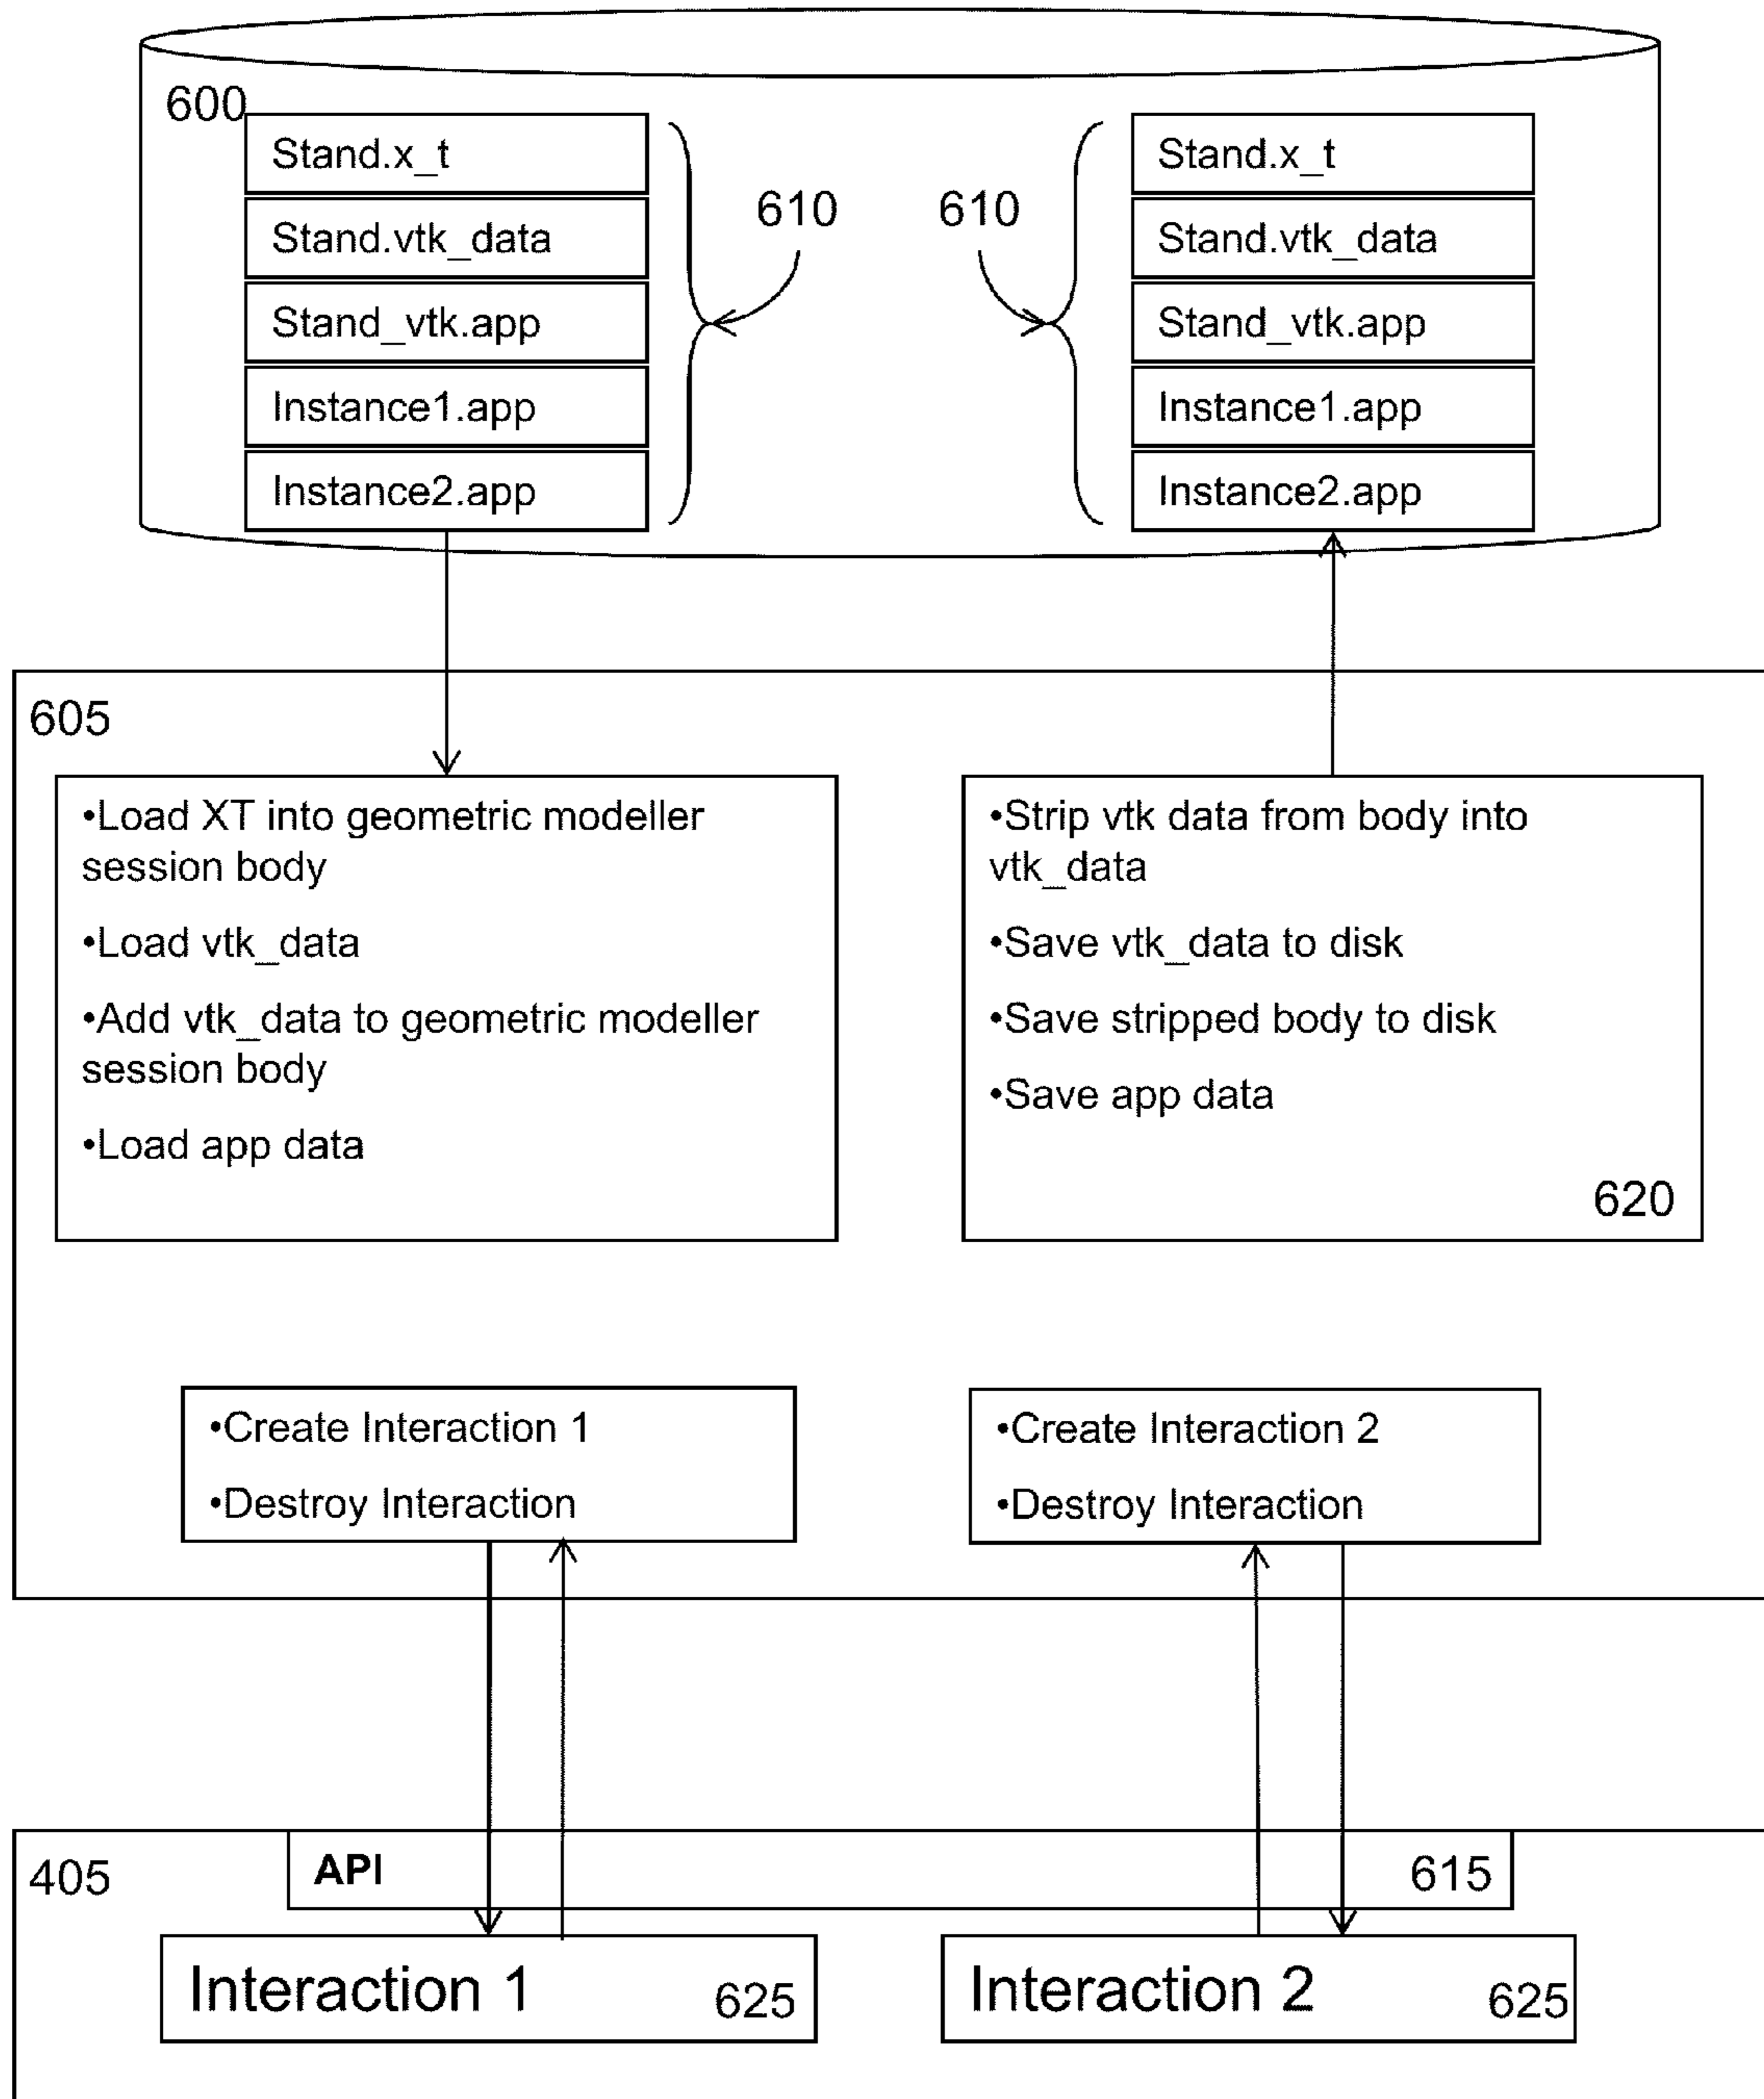 600
Stand.x_t
Stand.vtk_data
Stand_vtk.app
Instance1.app
Instance2.app
610
610
Stand.x_t
Stand.vtk_data
Stand_vtk.app
Instance1.app
Instance2.app
605
•Load XT into geometric modeller
session body
•Load vtk_data
•Add vtk_data to geometric modeller
session body
•Load app data
•Strip vtk data from body into
vtk_data
•Save vtk_data to disk
•Save stripped body to disk
•Save app data
620
•Create Interaction 1
•Destroy Interaction
•Create Interaction 2
•Destroy Interaction
405
API
615
Interaction 1
625
Interaction 2
625